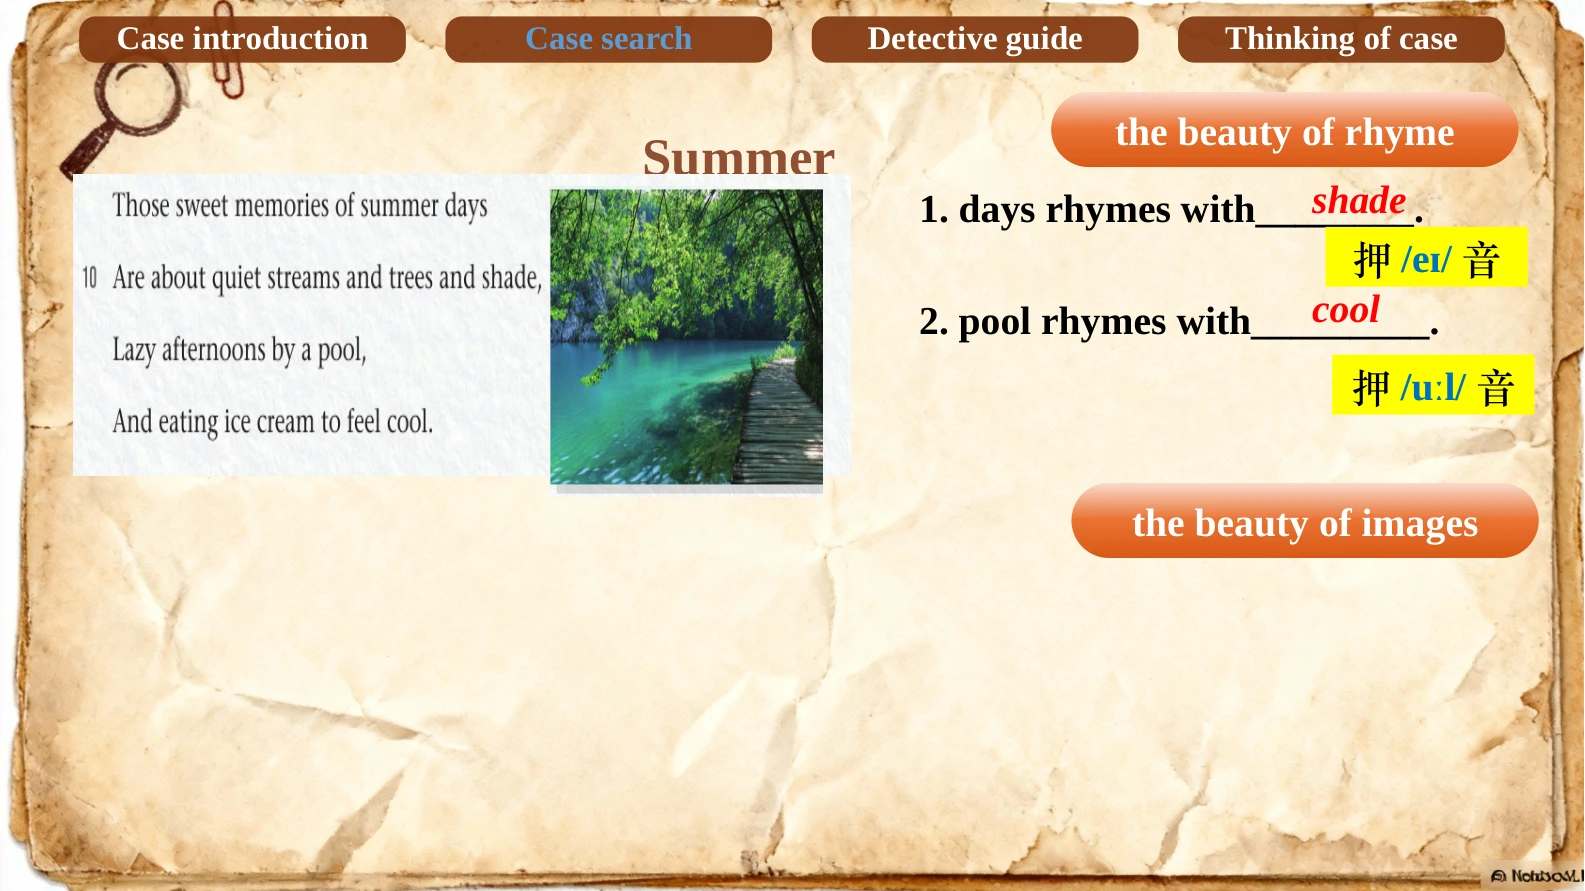 Case introduction
Case search
Detective guide
Thinking of case
the beauty of rhyme
Summer
Those sweet memories of summer days
10 Are about quiet streams and trees and shade,
Lazy afternoons by a pool,
And eating ice cream to feel cool.
1. days rhymes with________.
shade
押 /eɪ/ 音
2. pool rhymes with_________.
cool
押 /uːl/ 音
the beauty of images